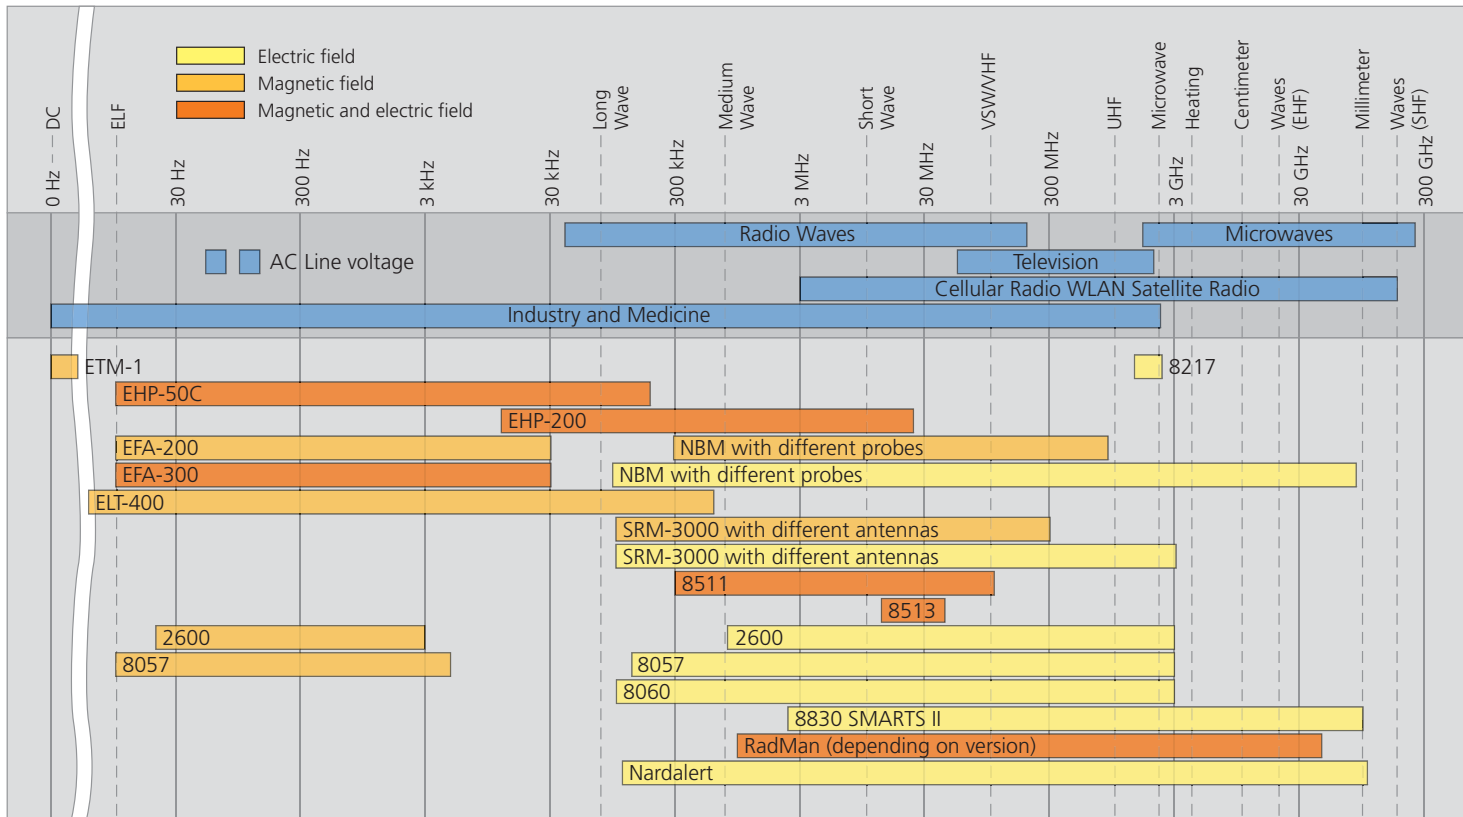 Electric field
Magnetic field
Magnetic and electric field
DC
ELF
Long
Wave
Medium
Wave
Short
Wave
VSW/VHF
UHF
Microwave
Heating
Centimeter
Waves
(EHF)
Millimeter
Waves
(SHF)
0 Hz
30 Hz
300 Hz
3 kHz
30 kHz
300 kHz
3 MHz
30 MHz
300 MHz
3 GHz
30 GHz
300 GHz
Radio Waves
Microwaves
AC Line voltage
Television
Cellular Radio WLAN Satellite Radio
Industry and Medicine
ETM-1
8217
EHP-50C
EHP-200
EFA-200
NBM with different probes
EFA-300
NBM with different probes
ELT-400
SRM-3000 with different antennas
SRM-3000 with different antennas
8511
8513
2600
2600
8057
8057
8060
8830 SMARTS II
RadMan (depending on version)
Nardalert